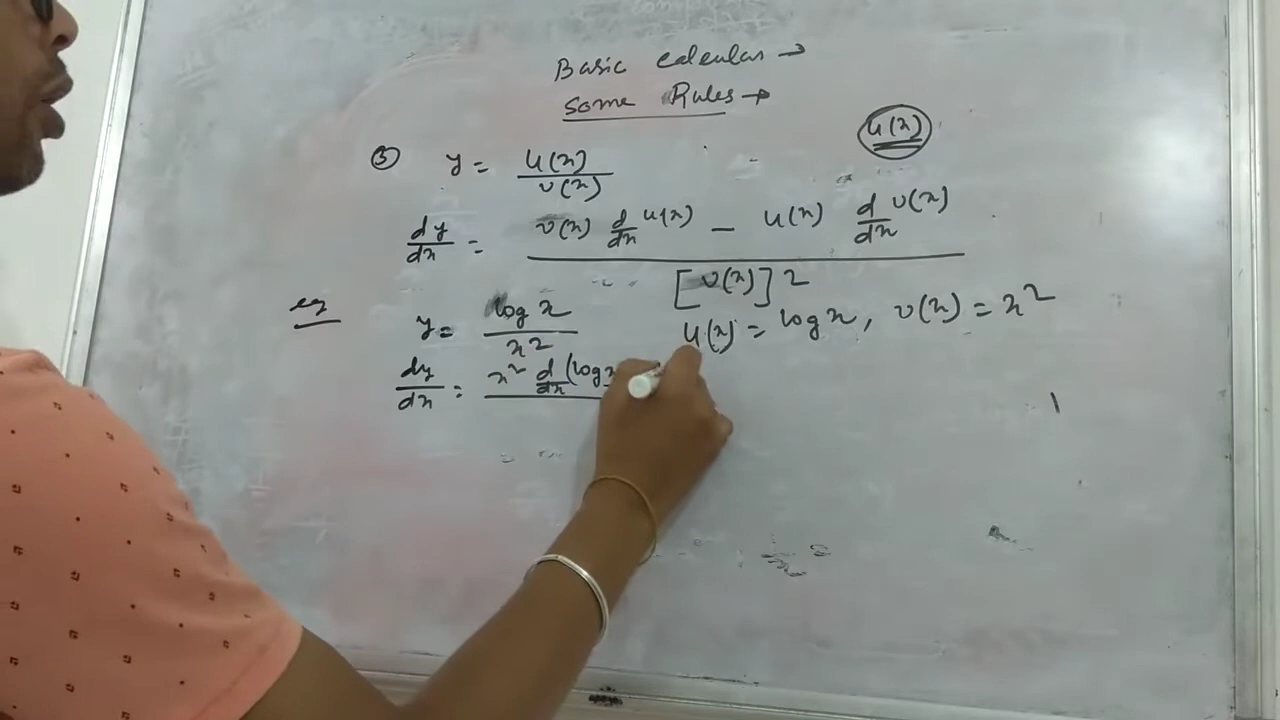 Basic calculas →
Some Rules →
u(x)
③ y = u(x) / v(x)
dy/dx = v(x) d/dx u(x) - u(x) d/dx v(x) / [v(x)]2
eg y = log x / x2 u(x) = log x, v(x) = x2
dy/dx = x2 d/dx (log x